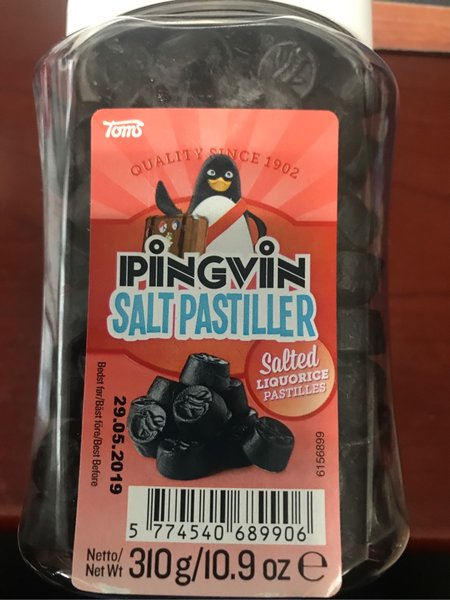 Toms
QUALITY SINCE 1902
PINGVIN
SALT PASTILLER
Salted
LIQUORICE
PASTILLES
Bedst før/Bäst före/Best Before
29.05.2019
6156899
5 774540 689906
Netto/
Net Wt 310g/10.9 oz e